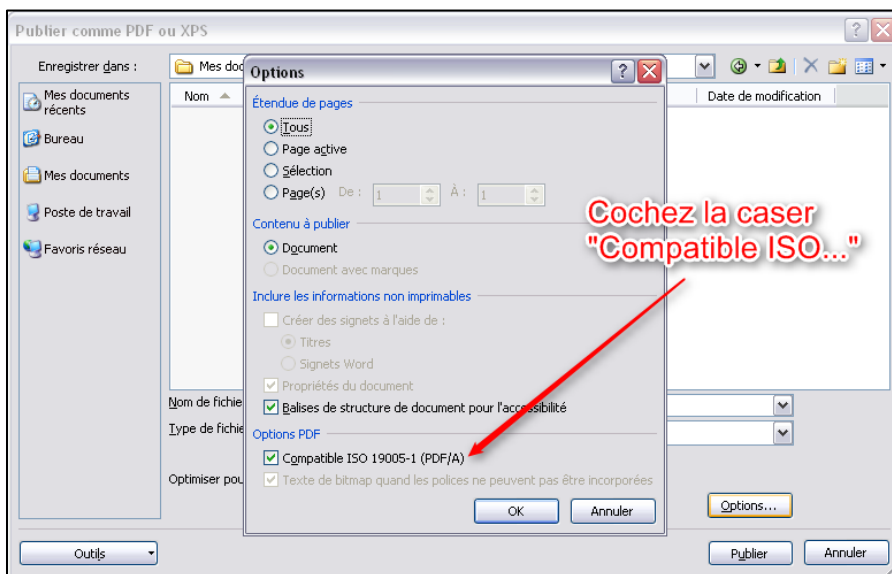 Publier comme PDF ou XPS
Enregistrer dans :
Mes doc
Mes documents
récents
Bureau
Mes documents
Poste de travail
Favoris réseau
Nom
Date de modification
Options
Étendue de pages
Tous
Page active
Sélection
Page(s) De : 1 À : 1
Contenu à publier
Document
Document avec marques
Inclure les informations non imprimables
Créer des signets à l'aide de :
Titres
Signets Word
Propriétés du document
Balises de structure de document pour l'accessibilité
Options PDF
Compatible ISO 19005-1 (PDF/A)
Texte de bitmap quand les polices ne peuvent pas être incorporées
OK Annuler
Cochez la caser
"Compatible ISO..."
Nom de fichie
Type de fichie
Optimiser pou
Options...
Outils
Publier Annuler